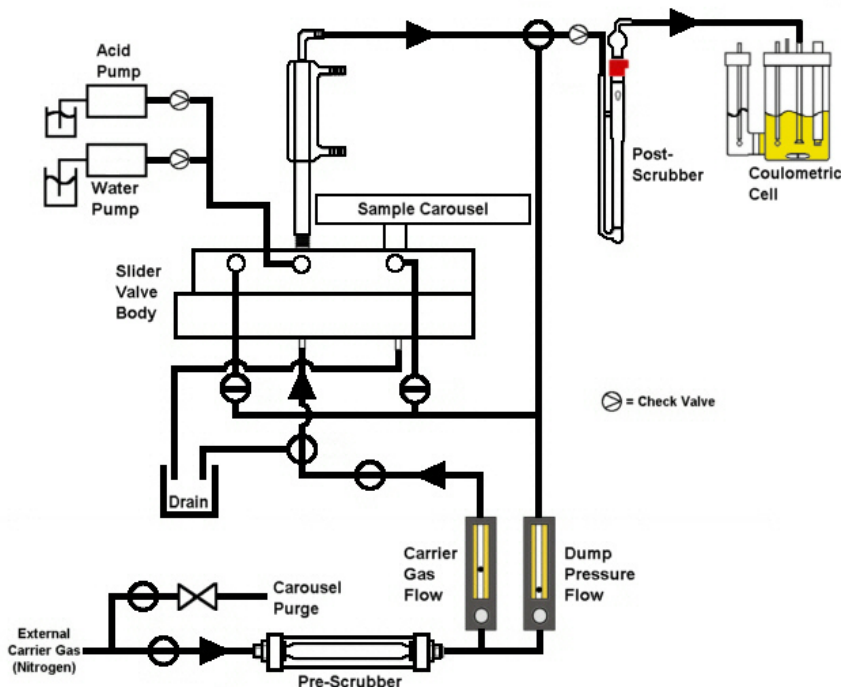 Acid
Pump
Water
Pump
Sample Carousel
Post-
Scrubber
Coulometric
Cell
Slider
Valve
Body
= Check Valve
Drain
Carrier
Gas
Flow
Dump
Pressure
Flow
Carousel
Purge
External
Carrier Gas
(Nitrogen)
Pre-Scrubber